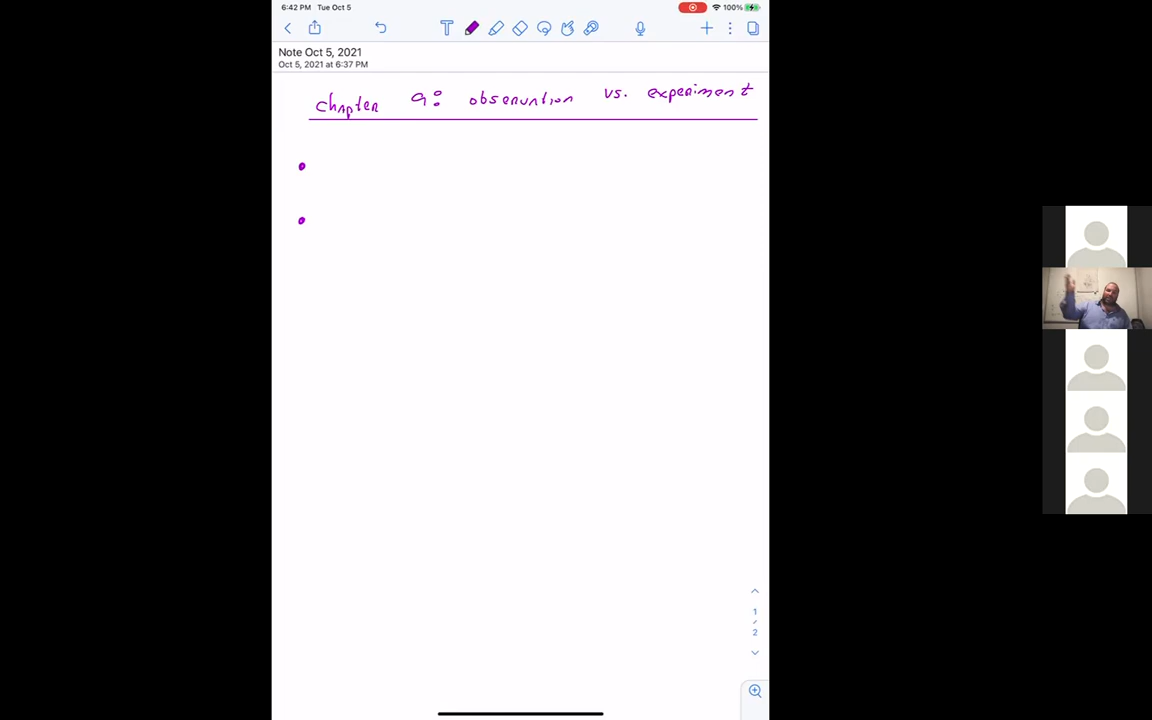 6:42 PM Tue Oct 5
100%
Note Oct 5, 2021
Oct 5, 2021 at 6:37 PM
Chapter 9: observation vs. experiment
1
2